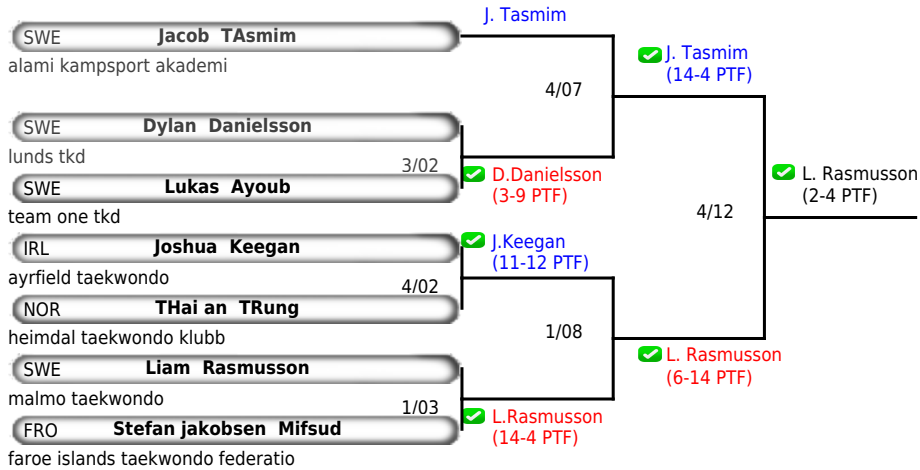 J. Tasmim
SWE Jacob TAsmim
alami kampsport akademi
J. Tasmim
(14-4 PTF)
4/07
SWE Dylan Danielsson
lunds tkd
3/02
D.Danielsson
(3-9 PTF)
SWE Lukas Ayoub
team one tkd
L. Rasmusson
(2-4 PTF)
4/12
IRL Joshua Keegan
ayrfield taekwondo
J.Keegan
(11-12 PTF)
4/02
NOR THai an TRung
heimdal taekwondo klubb
1/08
SWE Liam Rasmusson
malmo taekwondo
L. Rasmusson
(6-14 PTF)
1/03
L.Rasmusson
(14-4 PTF)
FRO Stefan jakobsen Mifsud
faroe islands taekwondo federatio